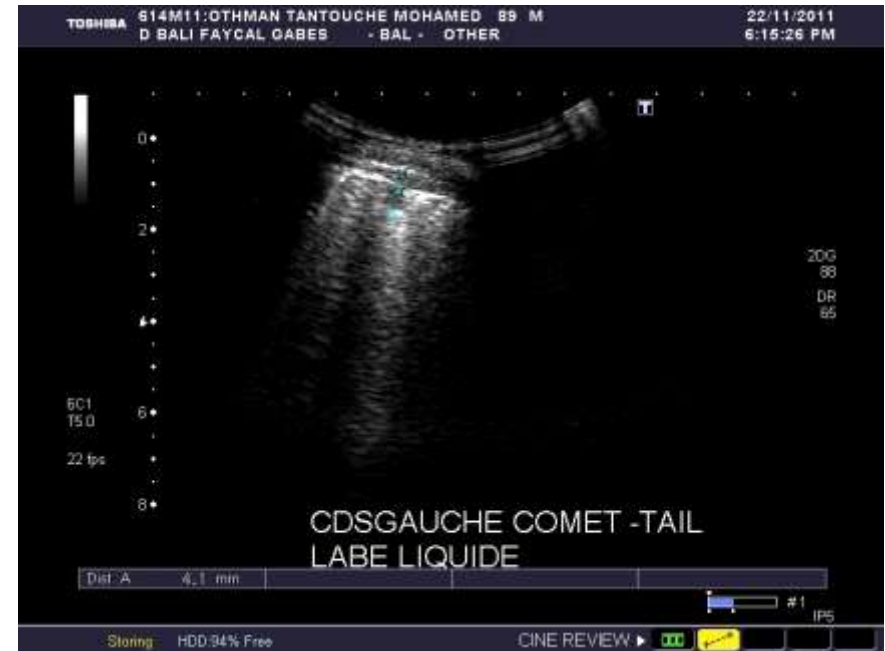 TOSHIBA 614M11:OTHMAN TANTOUCHE MOHAMED 89 M 22/11/2011
D BALI FAYCAL GABES - BAL - OTHER 6:15:26 PM
T
0
2
4
6
8
2DG
88
DR
65
6C1
T5.0
22 fps
CDSGAUCHE COMET -TAIL
LABE LIQUIDE
Dist A 4.1 mm
#1
IP5
Storing HDD:94% Free CINE REVIEW